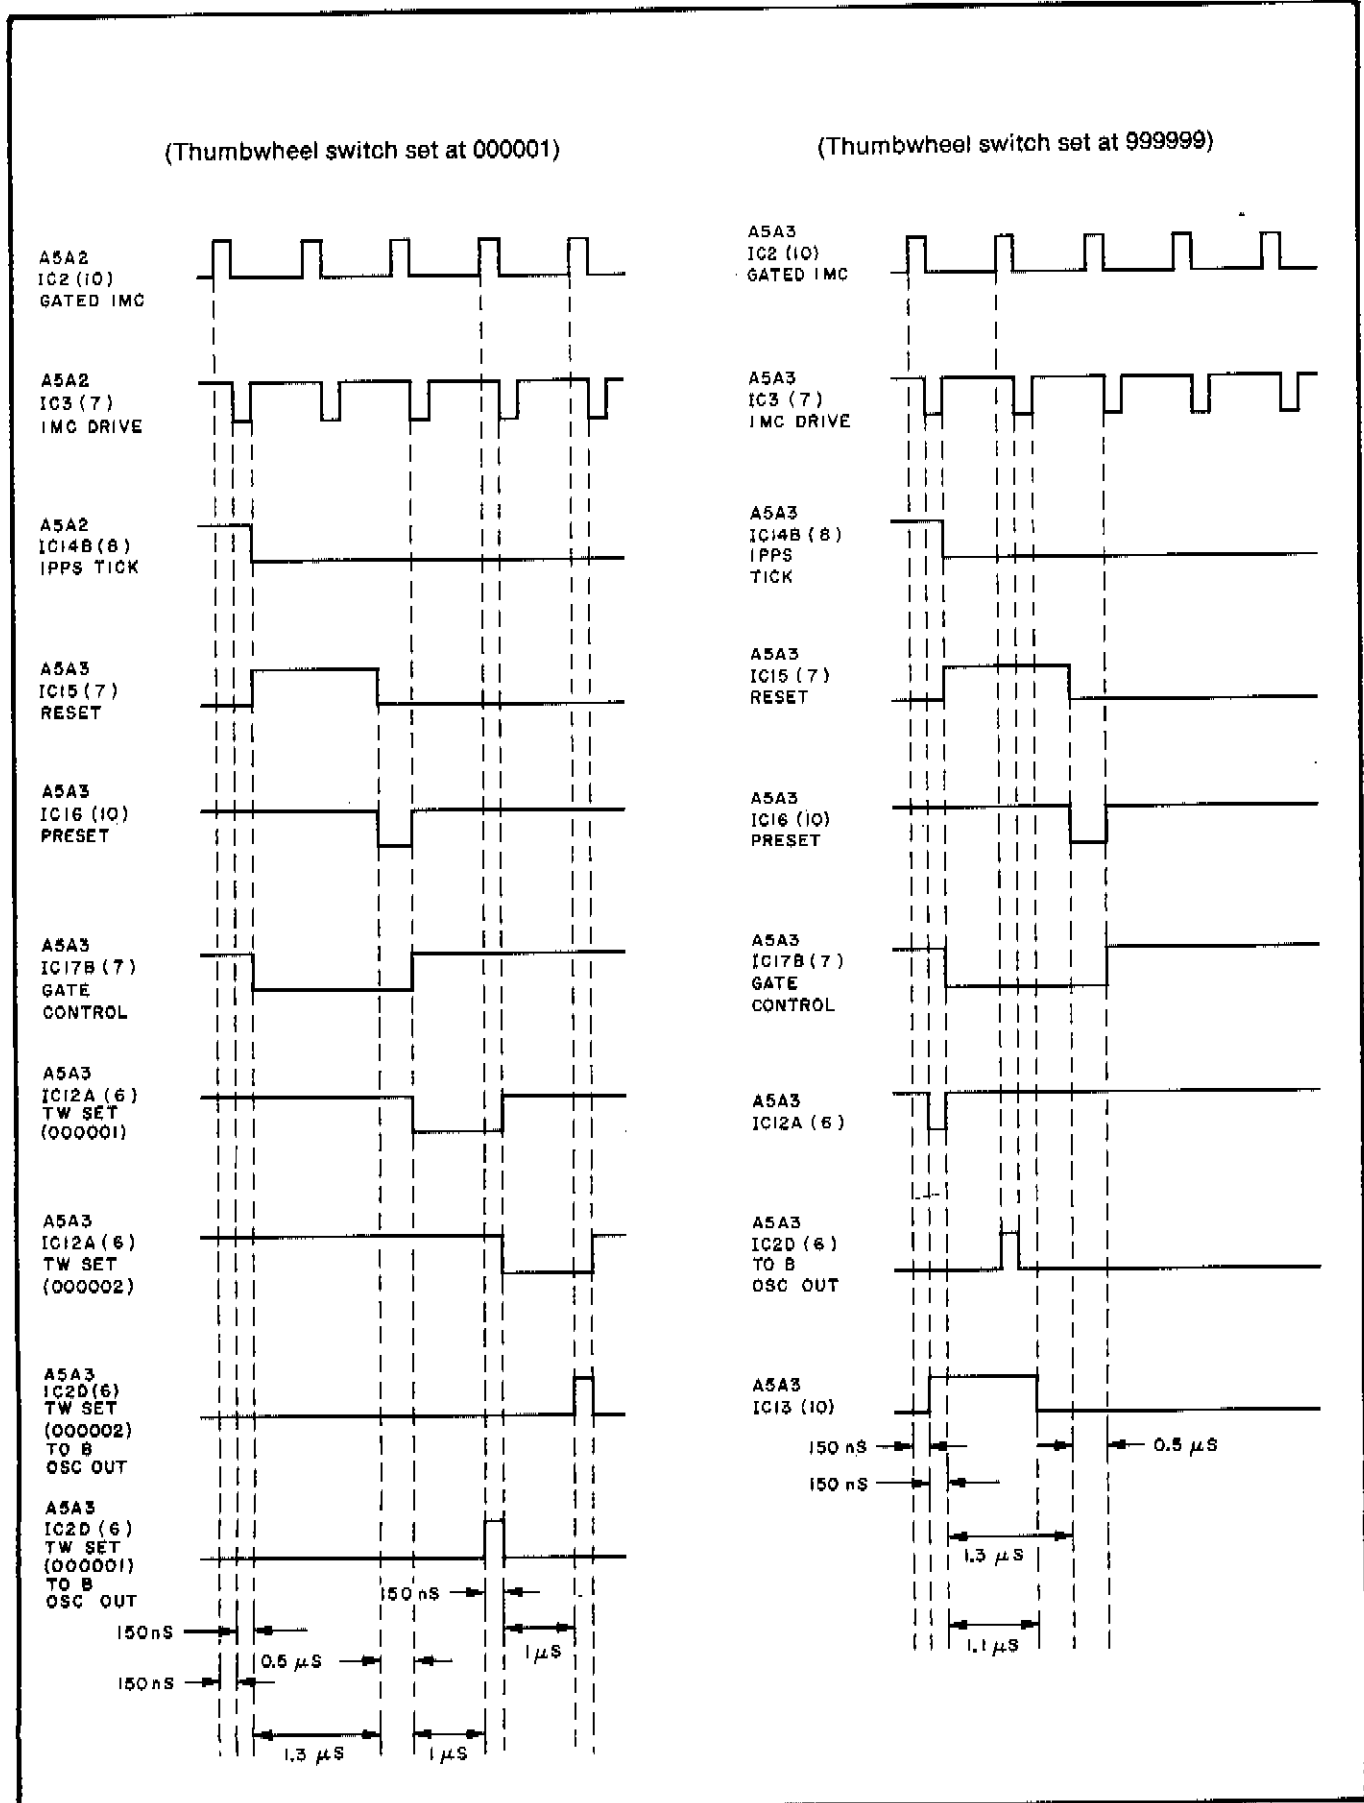 (Thumbwheel switch set at 000001)
A5A2
IC2 (10)
GATED IMC
A5A2
IC3 (7)
IMC DRIVE
A5A2
IC14B (8)
IPPS TICK
A5A3
IC15 (7)
RESET
A5A3
IC16 (10)
PRESET
A5A3
IC17B (7)
GATE
CONTROL
A5A3
IC12A (6)
TW SET
(000001)
A5A3
IC12A (6)
TW SET
(000002)
A5A3
IC2D (6)
TW SET
(000002)
TO B
OSC OUT
A5A3
IC2D (6)
TW SET
(000001)
TO B
OSC OUT
150 nS
150 nS
0.5 μS
1 μS
150 nS
1.3 μS
1 μS
(Thumbwheel switch set at 999999)
A5A3
IC2 (10)
GATED IMC
A5A3
IC3 (7)
IMC DRIVE
A5A3
IC14B (8)
IPPS
TICK
A5A3
IC15 (7)
RESET
A5A3
IC16 (10)
PRESET
A5A3
IC17B (7)
GATE
CONTROL
A5A3
IC12A (6)
A5A3
IC2D (6)
TO B
OSC OUT
A5A3
IC13 (10)
150 nS
0.5 μS
150 nS
1.3 μS
1.1 μS